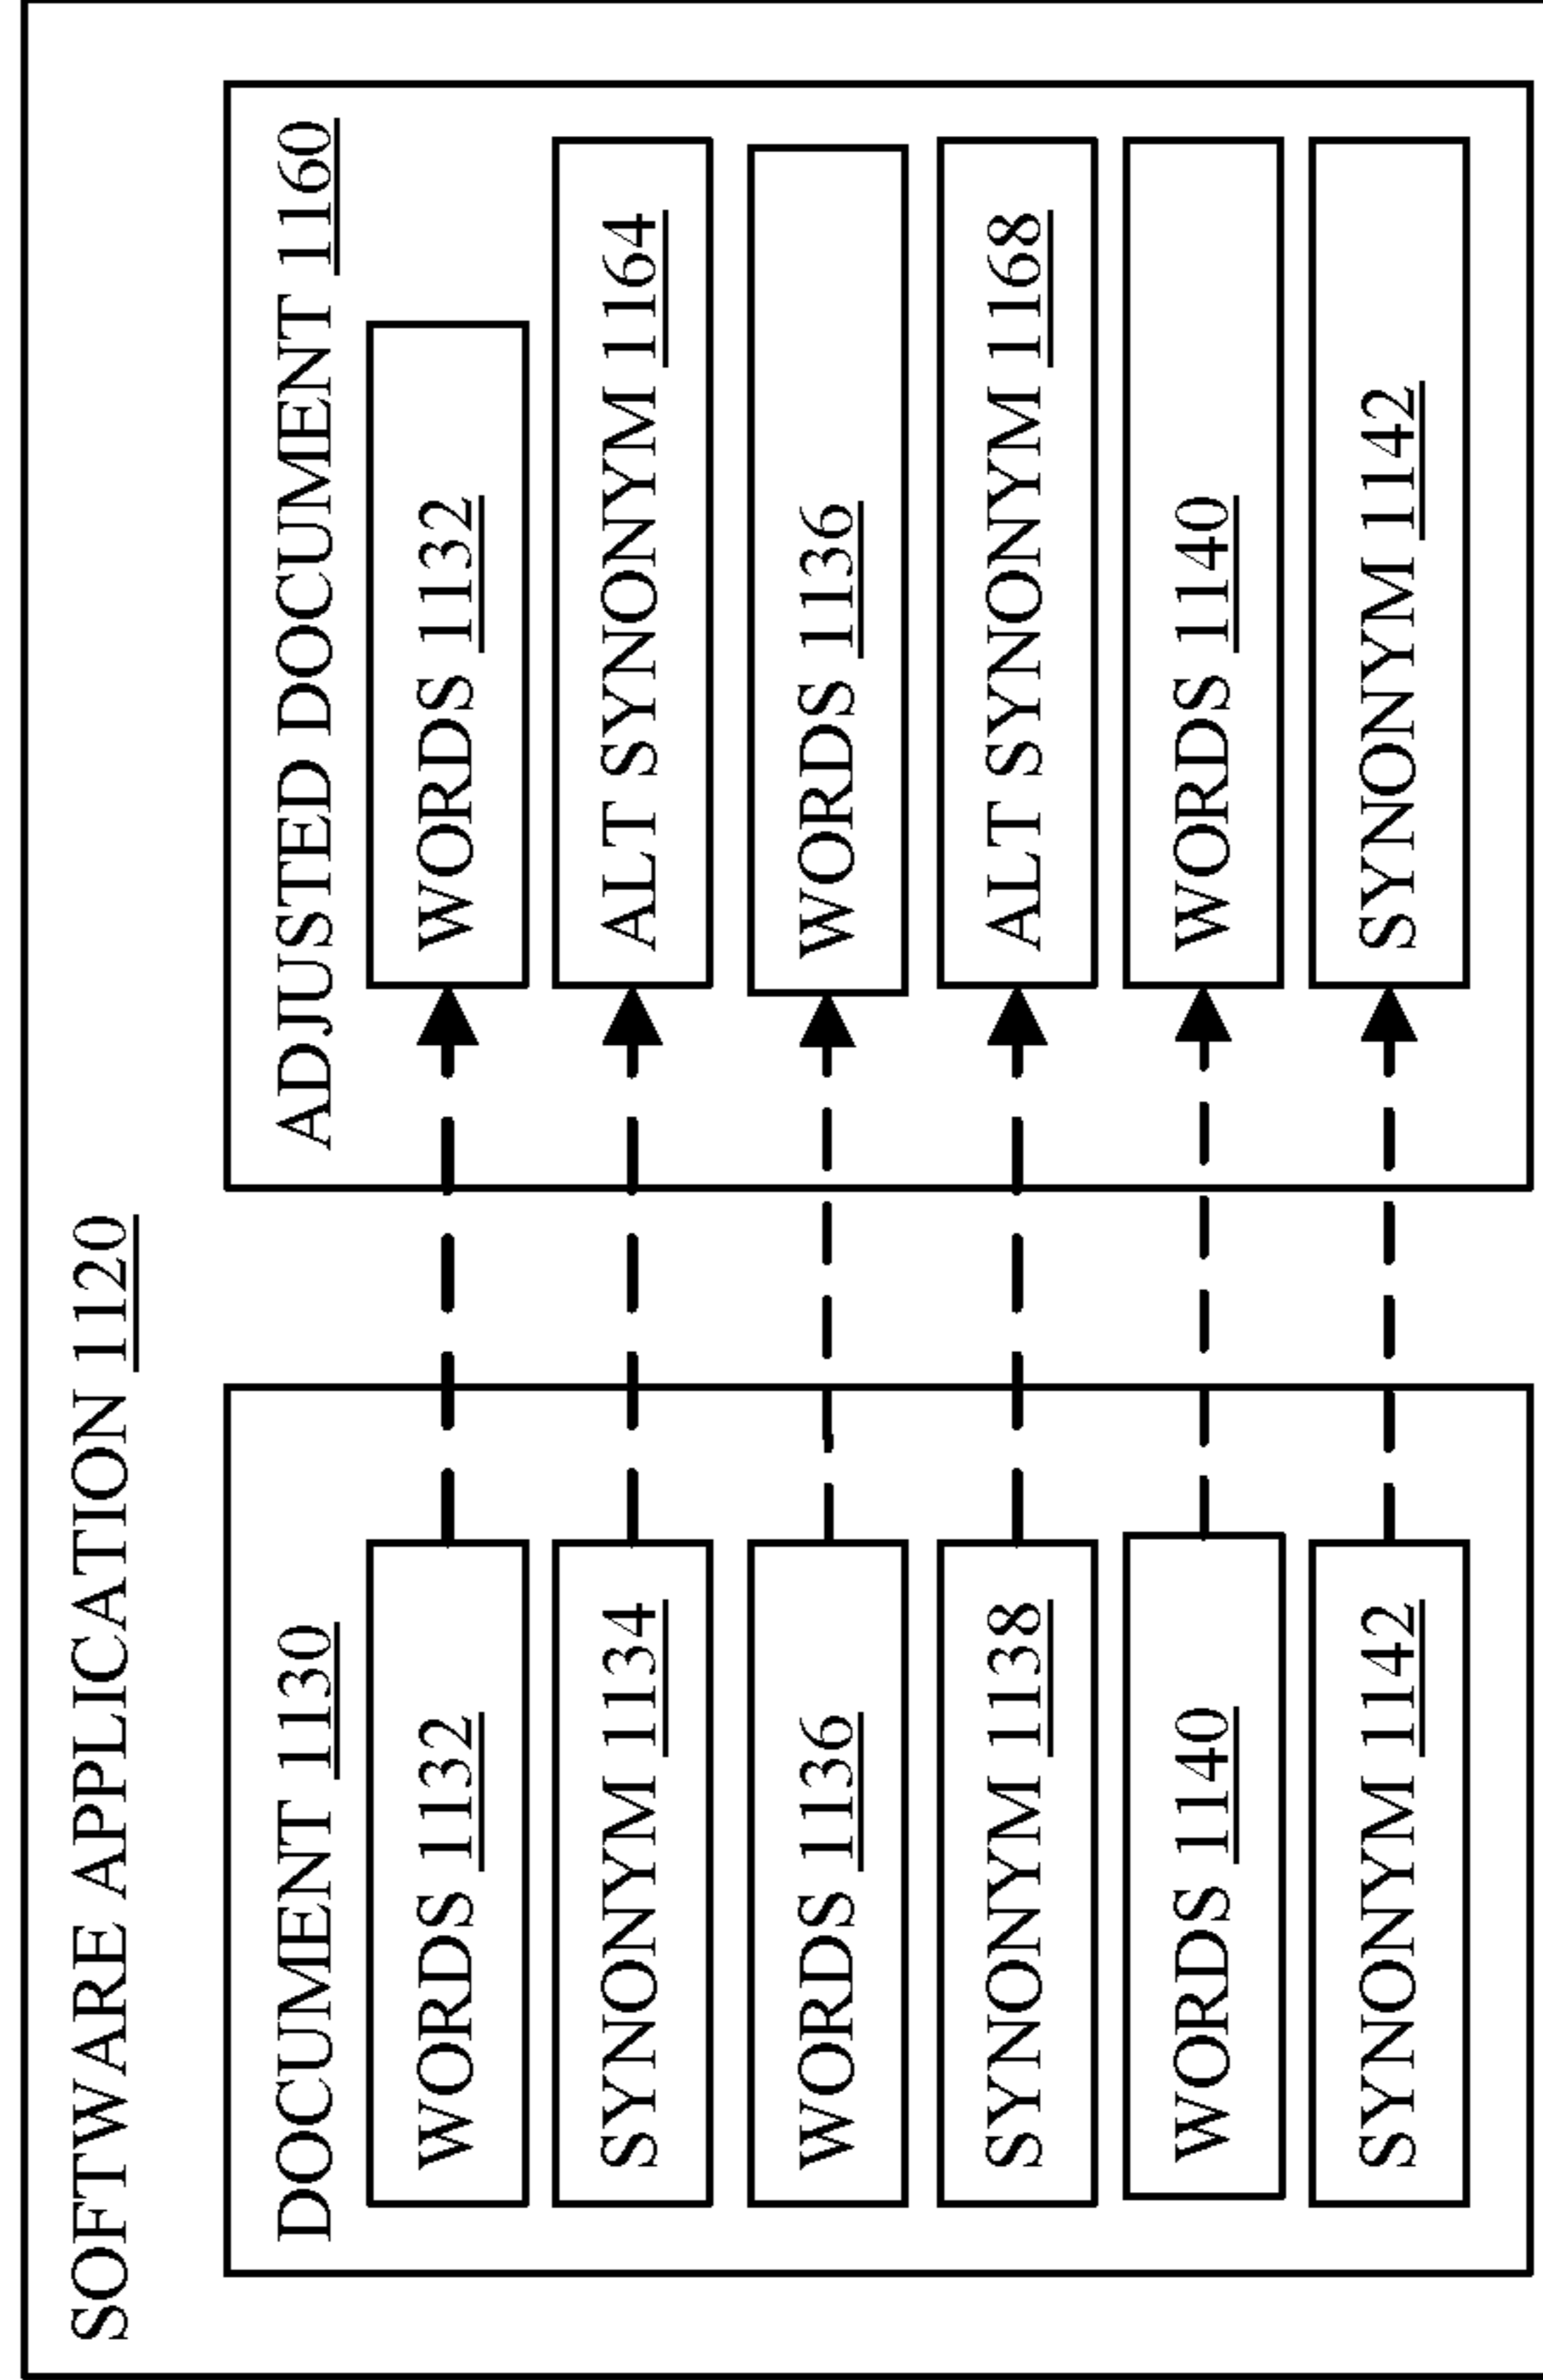 SOFTWARE APPLICATION 1120
DOCUMENT 1130
WORDS 1132
SYNONYM 1134
WORDS 1136
SYNONYM 1138
WORDS 1140
SYNONYM 1142
ADJUSTED DOCUMENT 1160
WORDS 1132
ALT SYNONYM 1164
WORDS 1136
ALT SYNONYM 1168
WORDS 1140
SYNONYM 1142